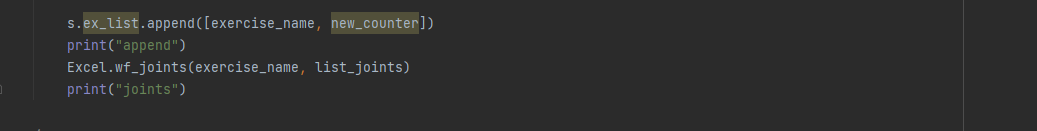 s.ex_list.append([exercise_name, new_counter])
print("append")
Excel.wf_joints(exercise_name, list_joints)
print("joints")